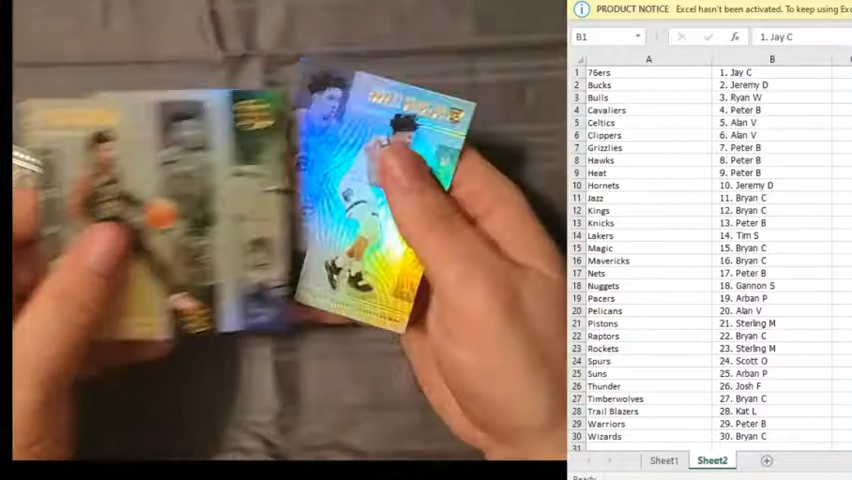 PRODUCT NOTICE Excel hasn't been activated. To keep using Exc
B1 fx 1. Jay C
A B
1 76ers 1. Jay C
2 Bucks 2. Jeremy D
3 Bulls 3. Ryan W
4 Cavaliers 4. Peter B
5 Celtics 5. Alan V
6 Clippers 6. Alan V
7 Grizzlies 7. Peter B
8 Hawks 8. Peter B
9 Heat 9. Peter B
10 Hornets 10. Jeremy D
11 Jazz 11. Bryan C
12 Kings 12. Bryan C
13 Knicks 13. Peter B
14 Lakers 14. Tim S
15 Magic 15. Bryan C
16 Mavericks 16. Bryan C
17 Nets 17. Peter B
18 Nuggets 18. Gannon S
19 Pacers 19. Arban P
20 Pelicans 20. Alan V
21 Pistons 21. Sterling M
22 Raptors 22. Bryan C
23 Rockets 23. Sterling M
24 Spurs 24. Scott O
25 Suns 25. Arban P
26 Thunder 26. Josh F
27 Timberwolves 27. Bryan C
28 Trail Blazers 28. Kat L
29 Warriors 29. Peter B
30 Wizards 30. Bryan C
31
Sheet1 Sheet2
Ready